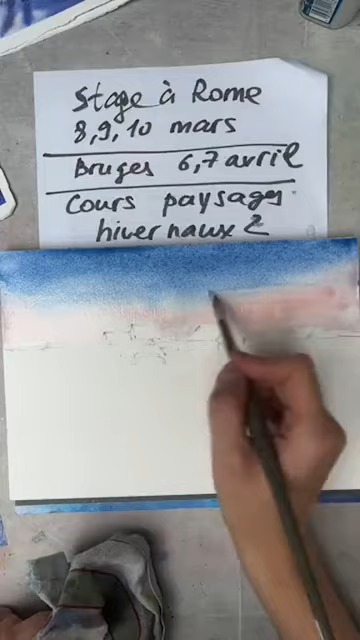 Stage à Rome
8,9,10 mars
Bruges 6,7 avril
Cours paysages
hivernaux 2